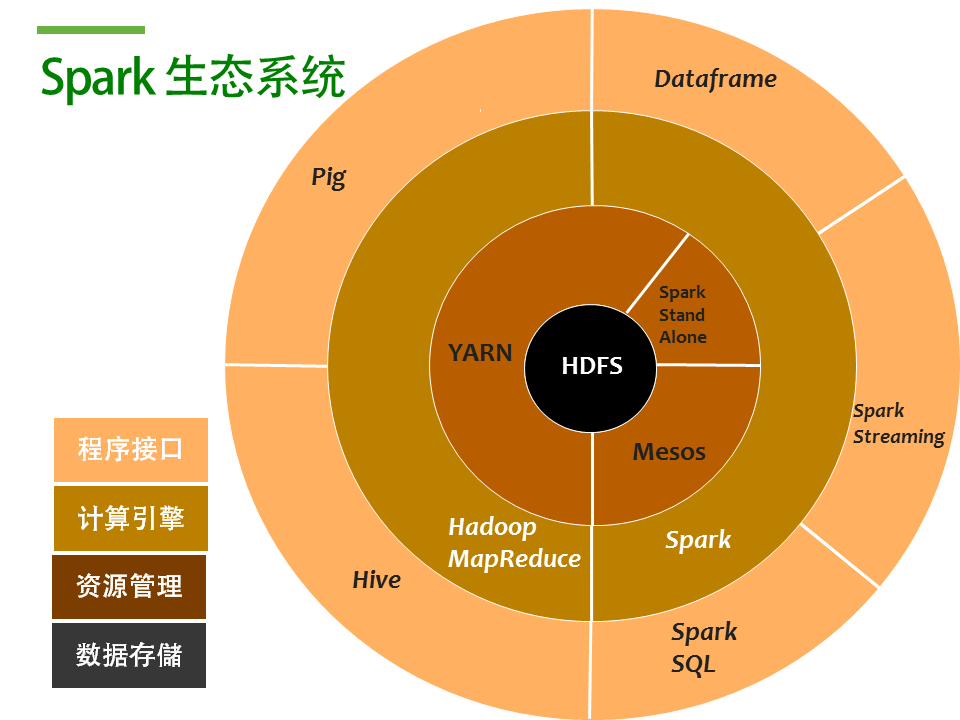 Spark 生态系统
Dataframe
Pig
Spark
Stand
Alone
YARN
HDFS
Spark
Streaming
Mesos
Hadoop
MapReduce
Spark
Hive
Spark
SQL
程序接口
计算引擎
资源管理
数据存儲